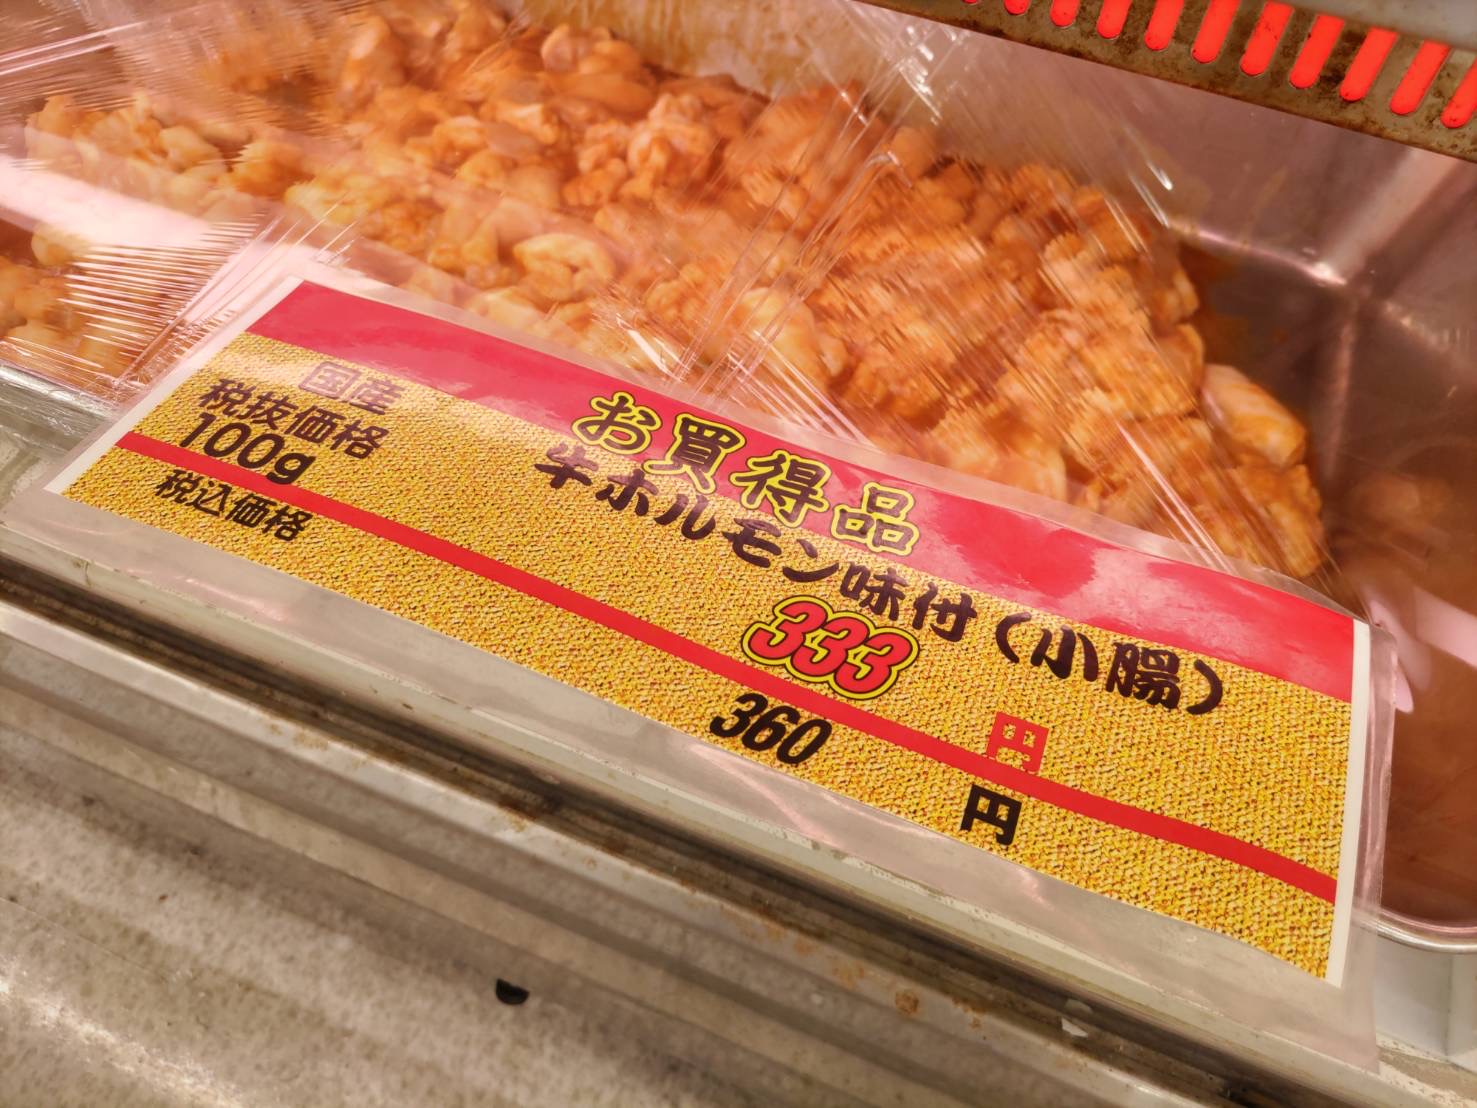 お買得品
国産
牛ホルモン味付(小腸)
税抜価格
100g
333
円
税込価格
360
円